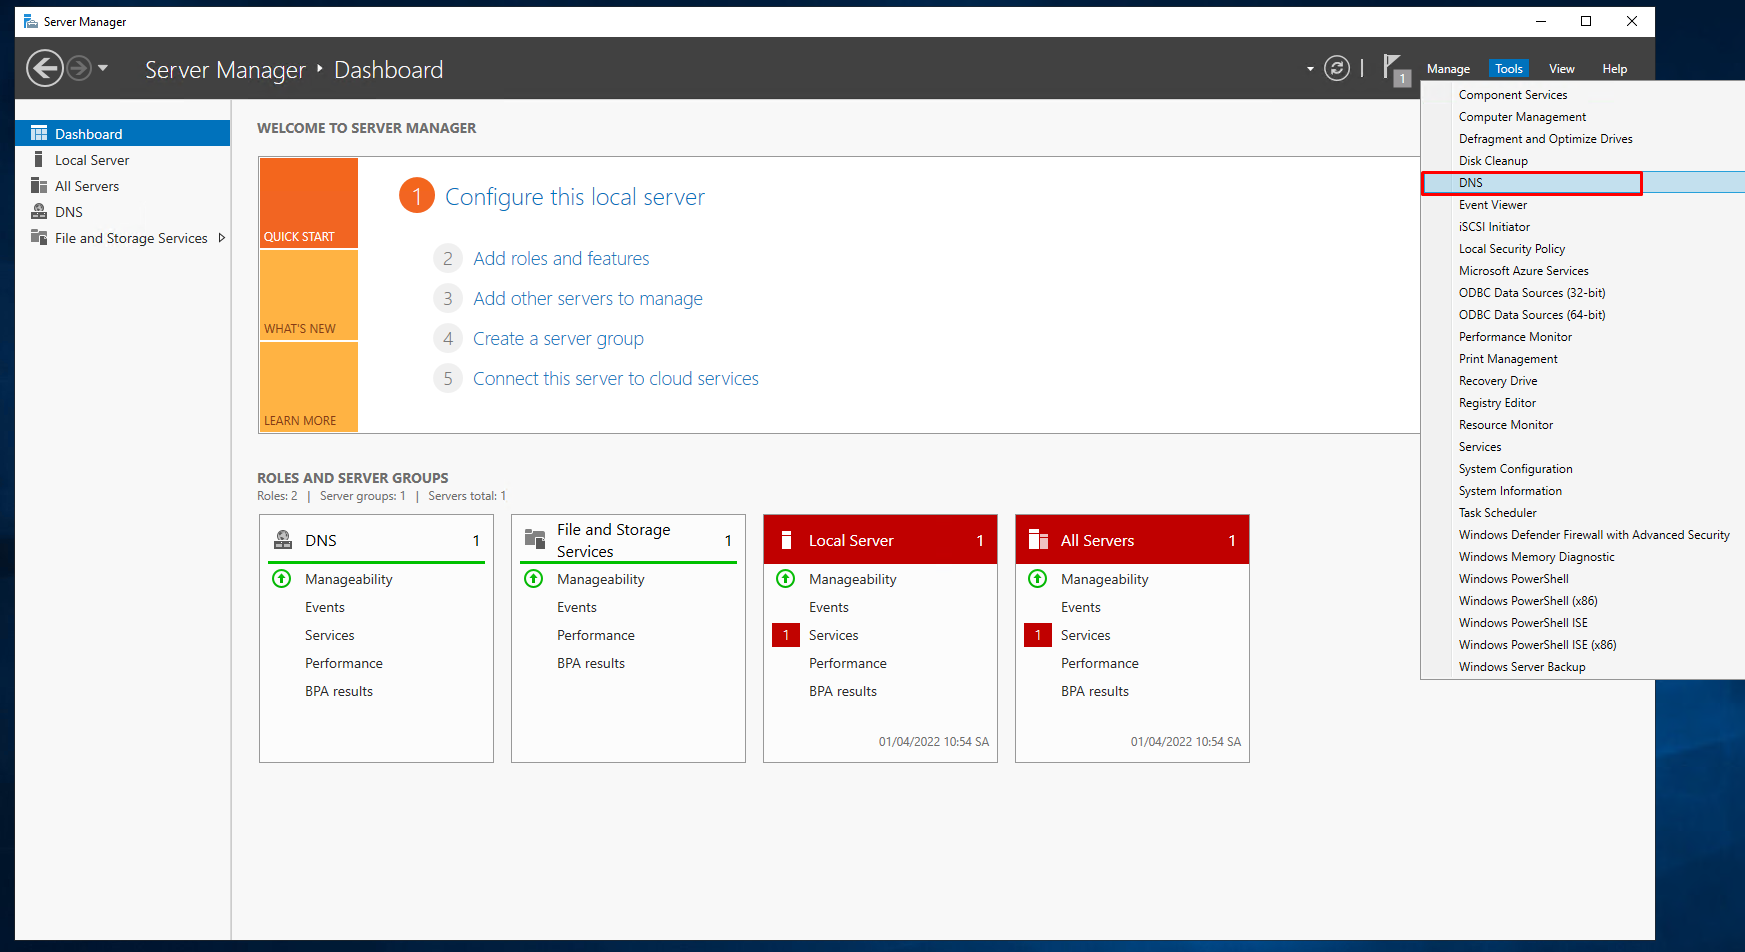 Server Manager
Server Manager ‣ Dashboard
1
Manage Tools View Help
Dashboard
Local Server
All Servers
DNS
File and Storage Services
WELCOME TO SERVER MANAGER
QUICK START
WHAT'S NEW
LEARN MORE
1 Configure this local server
2 Add roles and features
3 Add other servers to manage
4 Create a server group
5 Connect this server to cloud services
ROLES AND SERVER GROUPS
Roles: 2 | Server groups: 1 | Servers total: 1
DNS 1
Manageability
Events
Services
Performance
BPA results
File and Storage
Services 1
Manageability
Events
Performance
BPA results
Local Server 1
Manageability
Events
1 Services
Performance
BPA results
01/04/2022 10:54 SA
All Servers 1
Manageability
Events
1 Services
Performance
BPA results
01/04/2022 10:54 SA
Component Services
Computer Management
Defragment and Optimize Drives
Disk Cleanup
DNS
Event Viewer
iSCSI Initiator
Local Security Policy
Microsoft Azure Services
ODBC Data Sources (32-bit)
ODBC Data Sources (64-bit)
Performance Monitor
Print Management
Recovery Drive
Registry Editor
Resource Monitor
Services
System Configuration
System Information
Task Scheduler
Windows Defender Firewall with Advanced Security
Windows Memory Diagnostic
Windows PowerShell
Windows PowerShell (x86)
Windows PowerShell ISE
Windows PowerShell ISE (x86)
Windows Server Backup